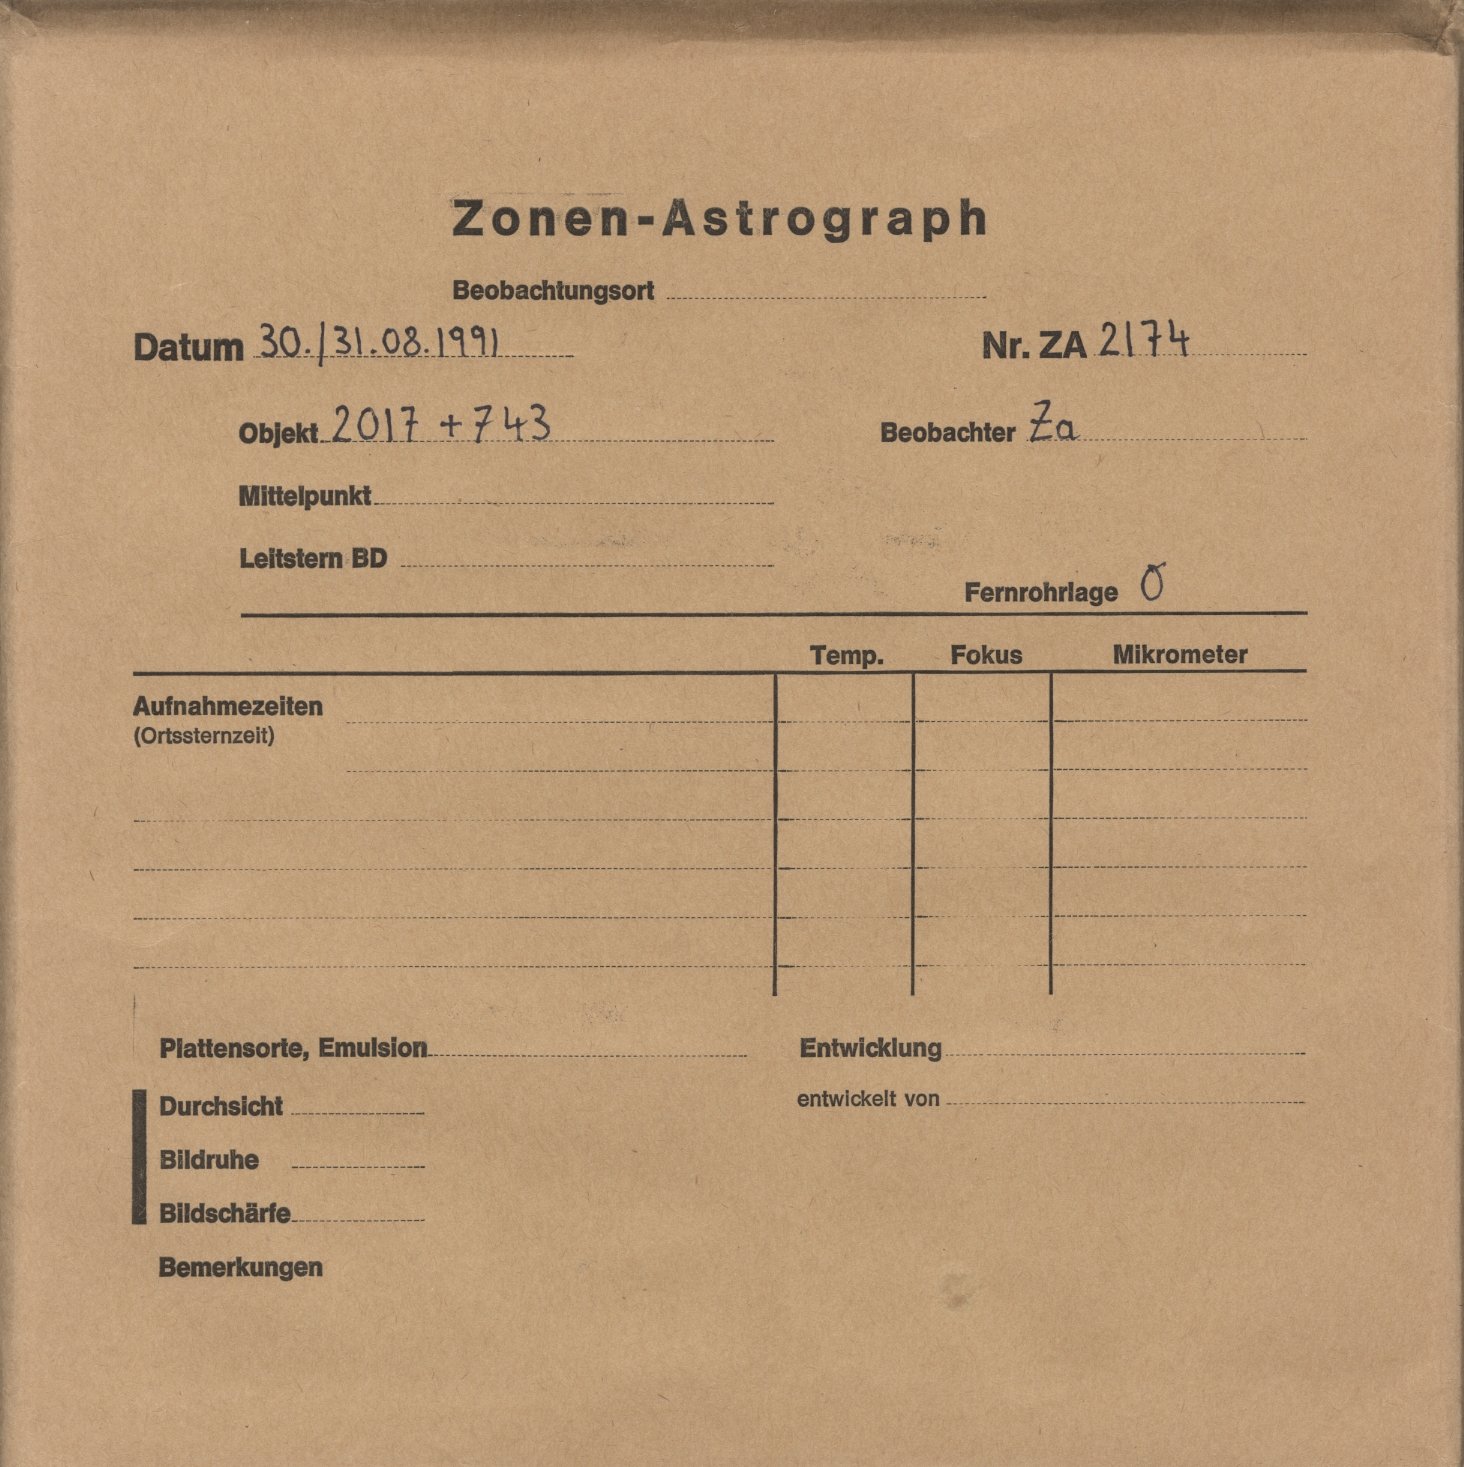 Zonen-Astrograph
Beobachtungsort
Datum 30./31.08.1991 Nr. ZA 2174
Objekt 2017 +743 Beobachter Za
Mittelpunkt
Leitstern BD
Fernrohrlage O
Temp. Fokus Mikrometer
Aufnahmezeiten
(Ortssternzeit)
Plattensorte, Emulsion Entwicklung
Durchsicht entwickelt von
Bildruhe
Bildschärfe
Bemerkungen